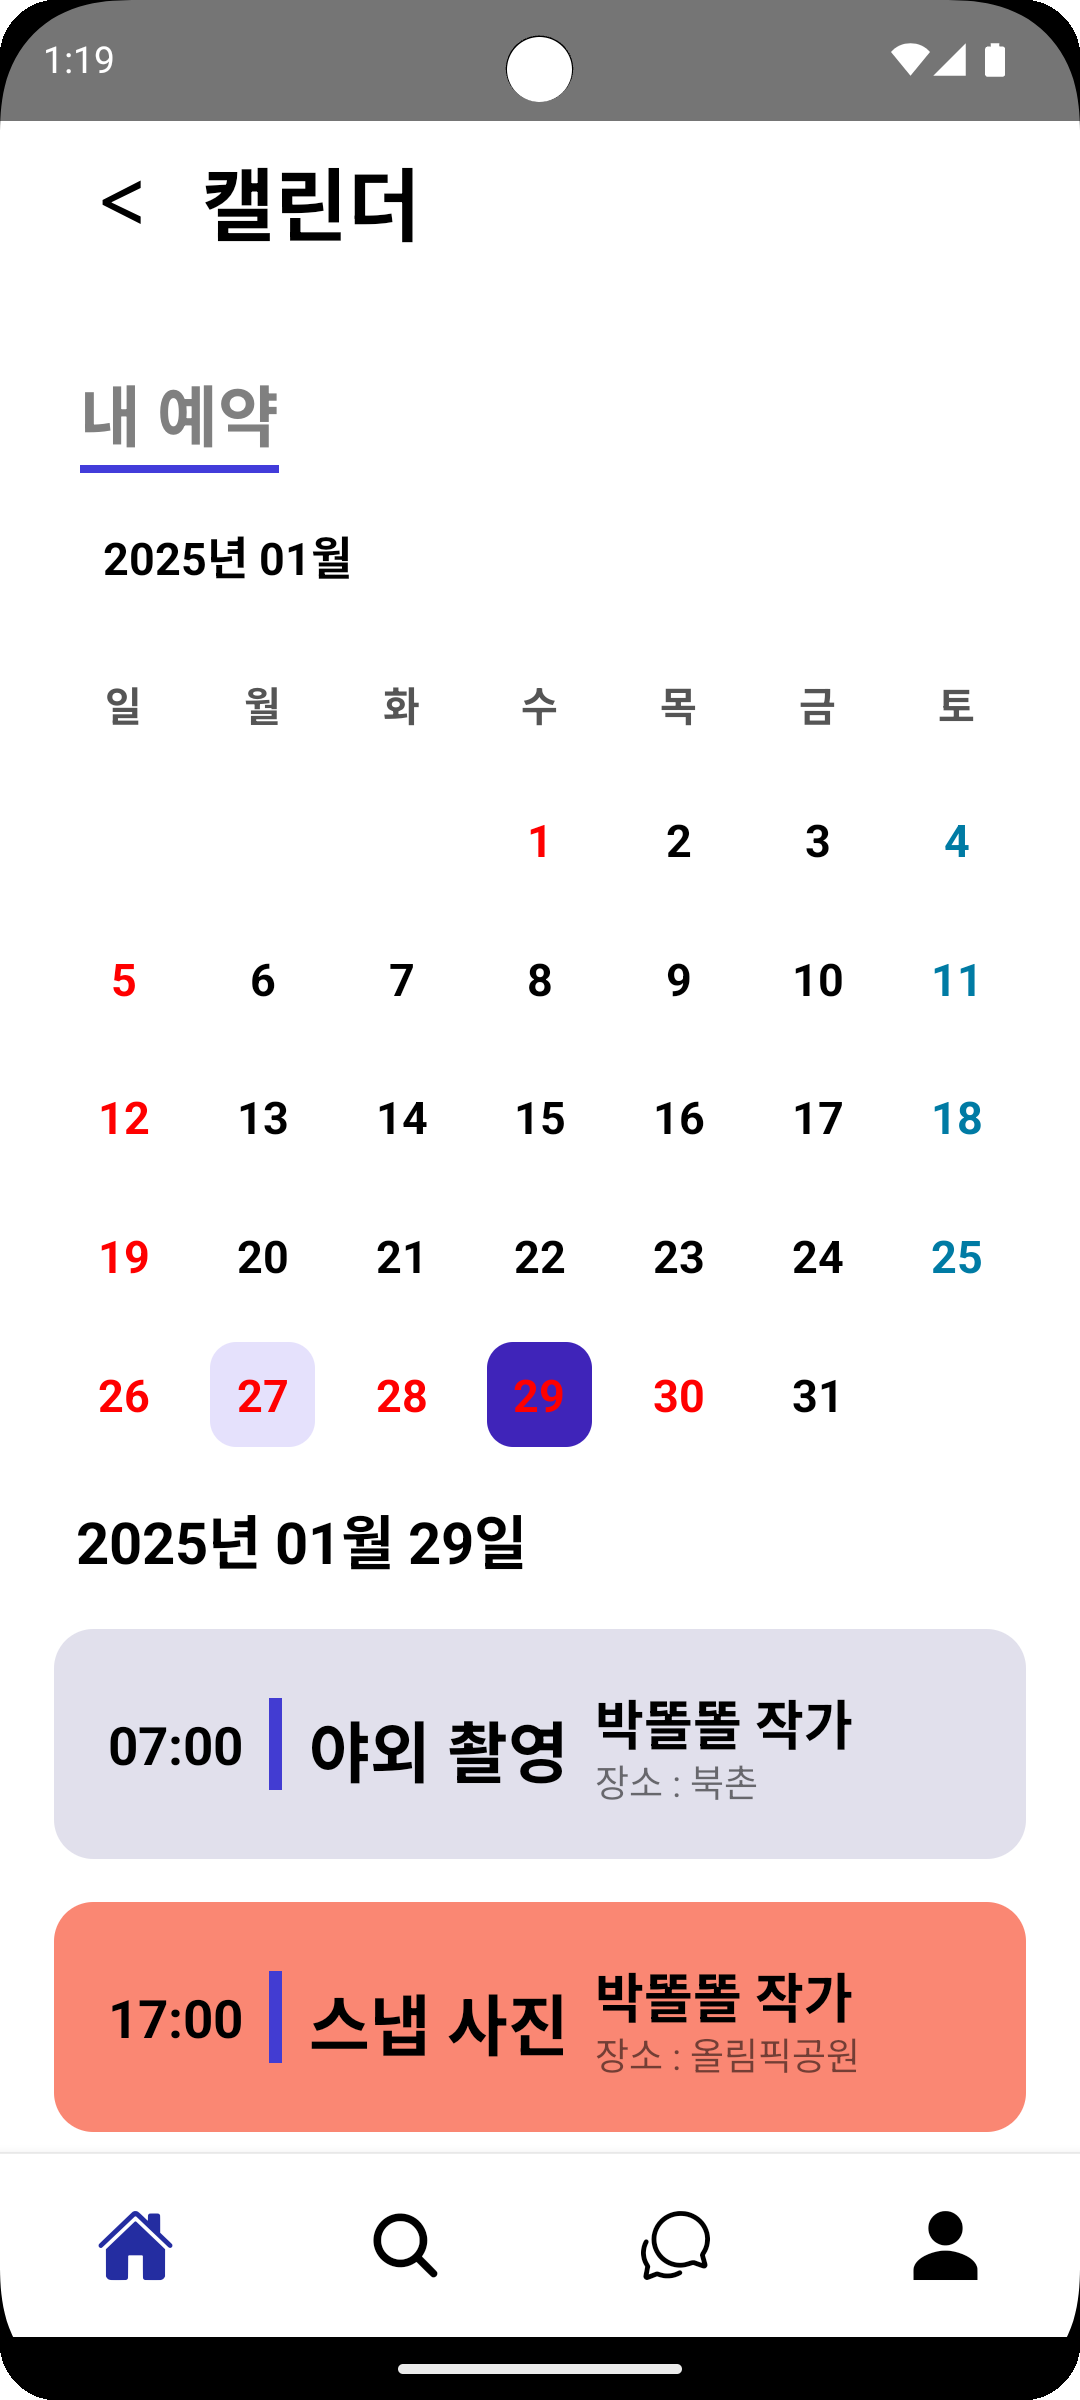 1:19
< 캘린더
내 예약
2025년 01월
일 월 화 수 목 금 토
1 2 3 4
5 6 7 8 9 10 11
12 13 14 15 16 17 18
19 20 21 22 23 24 25
26 27 28 29 30 31
2025년 01월 29일
07:00 야외 촬영 박똘똘 작가
장소 : 북촌
17:00 스냅 사진 박똘똘 작가
장소 : 올림픽공원